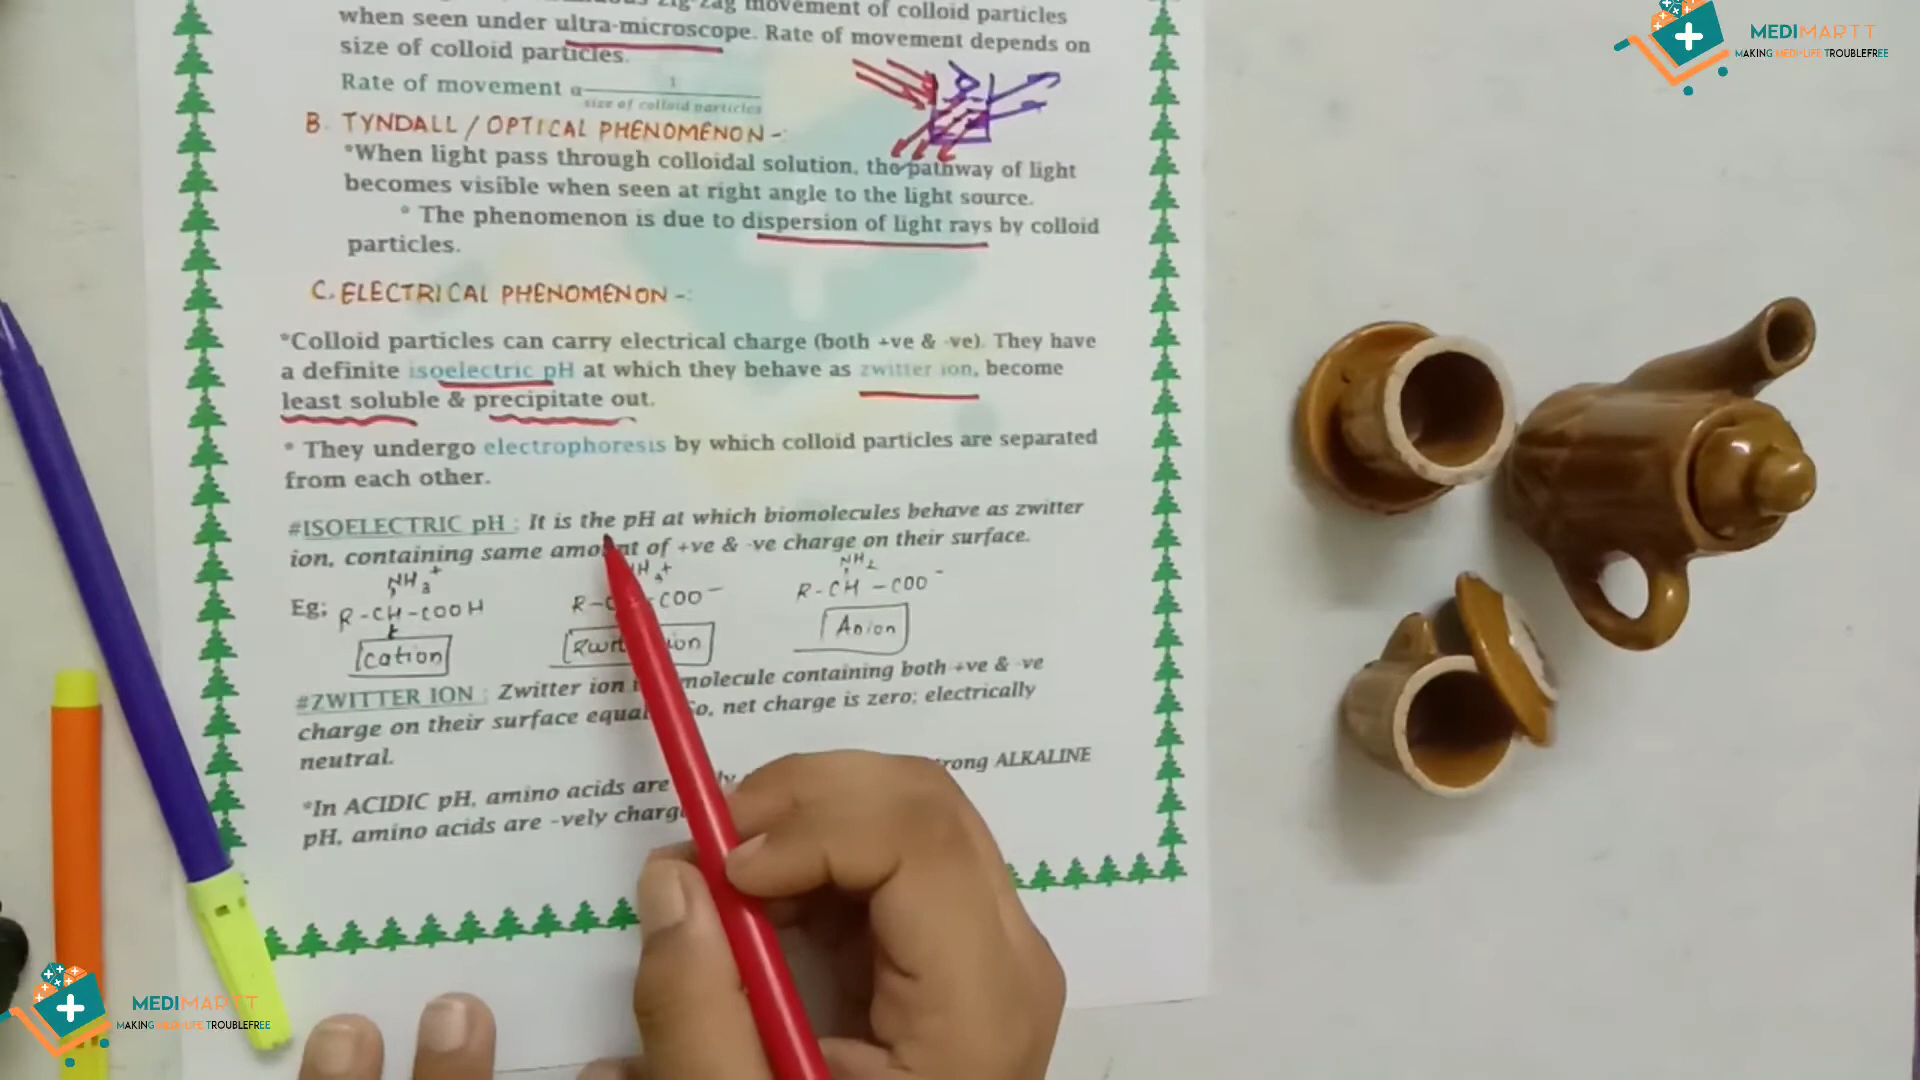 zig-zag movement of colloid particles
when seen under ultra-microscope. Rate of movement depends on
size of colloid particles.
Rate of movement α 1
size of colloid particles
B. TYNDALL / OPTICAL PHENOMENON -:
*When light pass through colloidal solution, the pathway of light
becomes visible when seen at right angle to the light source.
* The phenomenon is due to dispersion of light rays by colloid
particles.
C. ELECTRICAL PHENOMENON -:
*Colloid particles can carry electrical charge (both +ve & -ve). They have
a definite isoelectric pH at which they behave as zwitter ion, become
least soluble & precipitate out.
* They undergo electrophoresis by which colloid particles are separated
from each other.
#ISOELECTRIC pH : It is the pH at which biomolecules behave as zwitter
ion, containing same amount of +ve & -ve charge on their surface.
NH3+ NH2
Eg; R-CH-COOH COO- R-CH-COO-
cation ion Anion
#ZWITTER ION : Zwitter ion molecule containing both +ve & -ve
charge on their surface So, net charge is zero; electrically
neutral.
*In ACIDIC pH, amino acids are ALKALINE
pH, amino acids are -vely
MEDIMARTT
MAKING MEDI-LIFE TROUBLEFREE
MEDIMARTT
MAKING MEDI-LIFE TROUBLEFREE